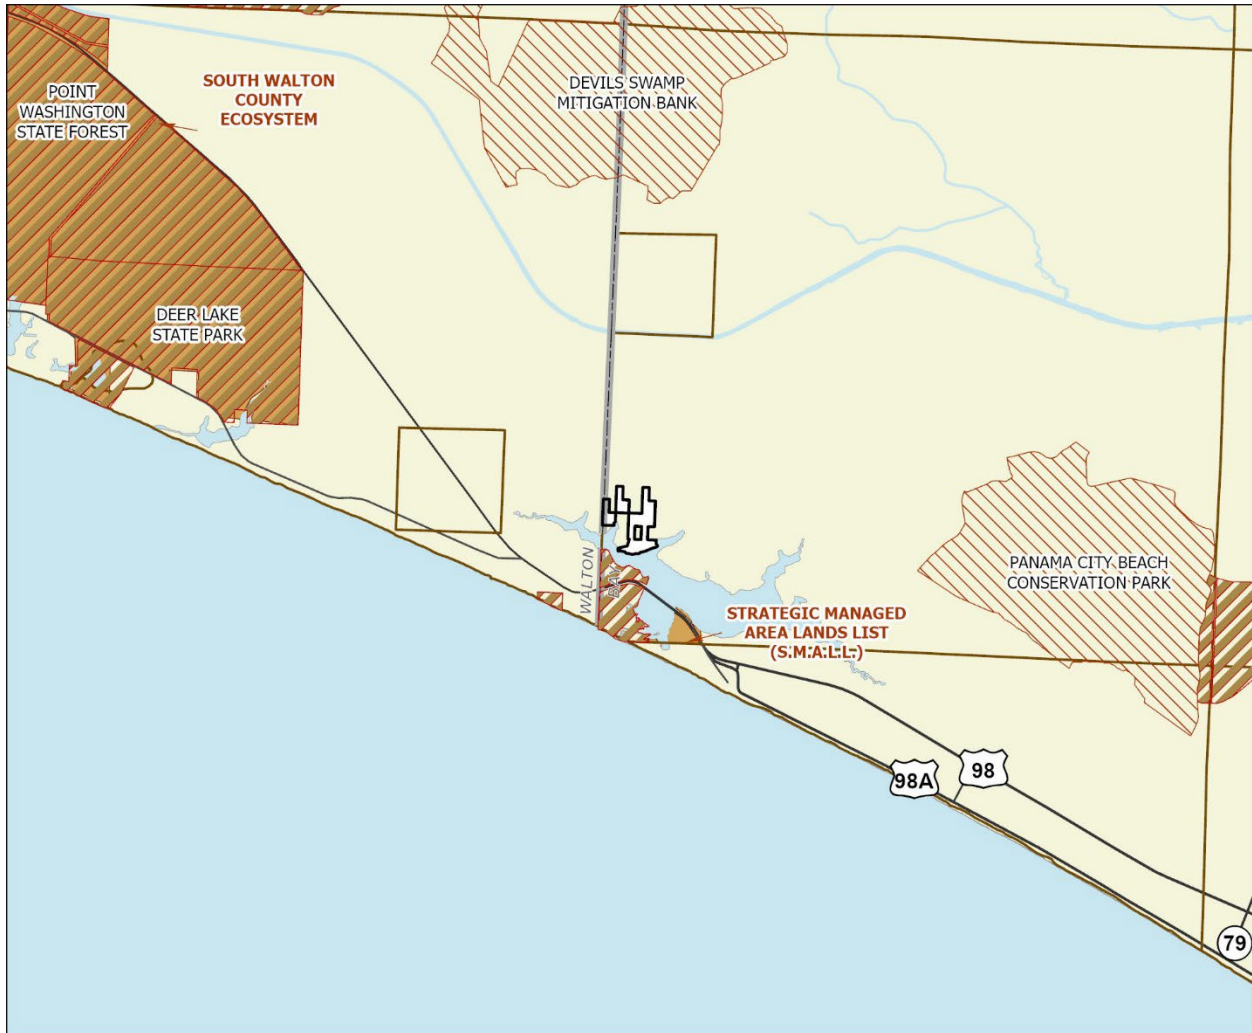 SOUTH WALTON
COUNTY
ECOSYSTEM
POINT
WASHINGTON
STATE FOREST
DEVILS SWAMP
MITIGATION BANK
DEER LAKE
STATE PARK
WALTON
BAY
PANAMA CITY BEACH
CONSERVATION PARK
STRATEGIC MANAGED
AREA LANDS LIST
(S.M.A.L.L.)
98A
98
79